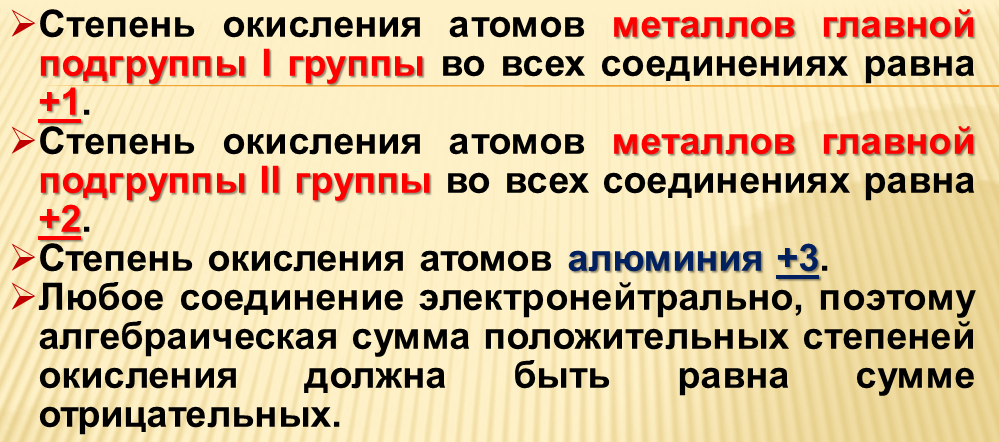 ➢Степень окисления атомов металлов главной
подгруппы I группы во всех соединениях равна
+1.
➢Степень окисления атомов металлов главной
подгруппы II группы во всех соединениях равна
+2.
➢Степень окисления атомов алюминия +3.
➢Любое соединение электронейтрально, поэтому
алгебраическая сумма положительных степеней
окисления должна быть равна сумме
отрицательных.